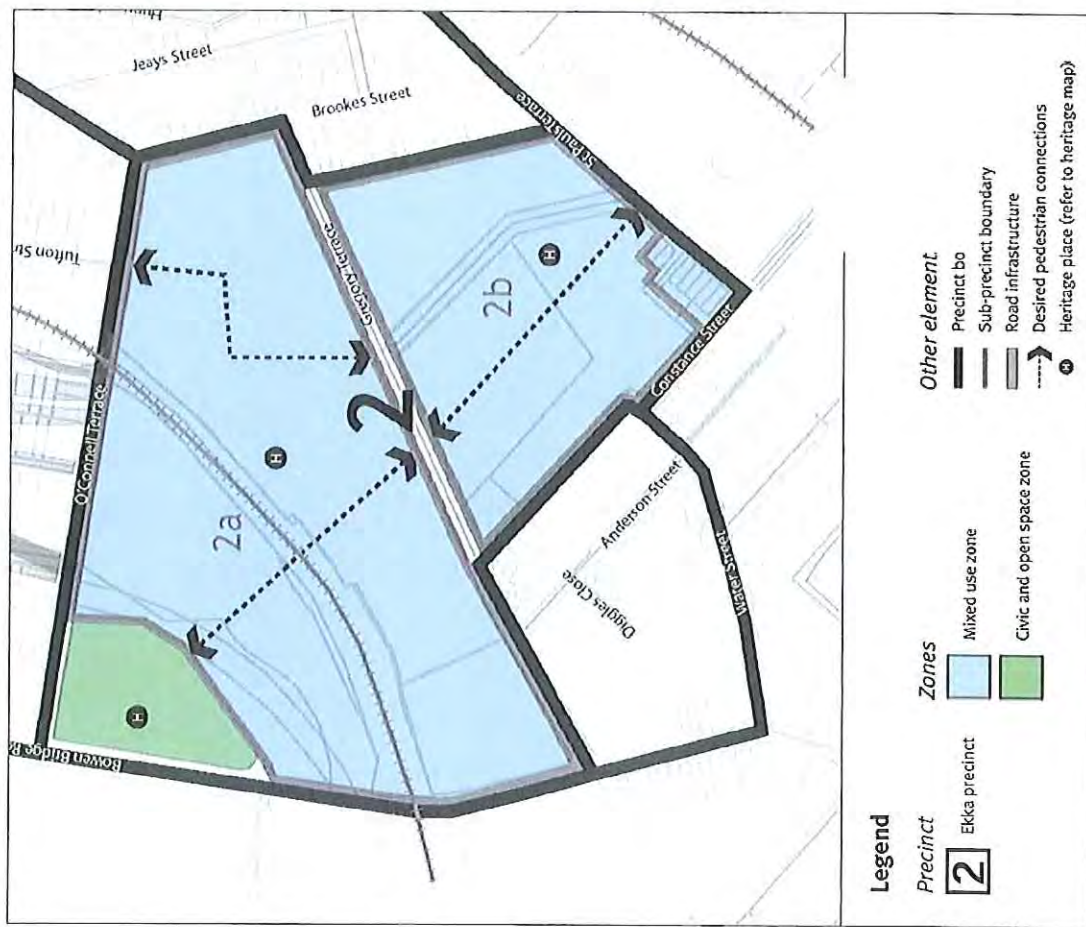 Jeays Street
Brookes Street
Tufton Str
O'Connell Terrace
Gregory Terrace
St Pauls Terrace
Constance Street
Anderson Street
Diggles Close
Water Street
Bowen Bridge R
2a
2
2b
H
H
H
Legend
Precinct
2 Ekka precinct
Zones
Mixed use zone
Civic and open space zone
Other element
Precinct bo
Sub-precinct boundary
Road infrastructure
Desired pedestrian connections
H Heritage place (refer to heritage map)